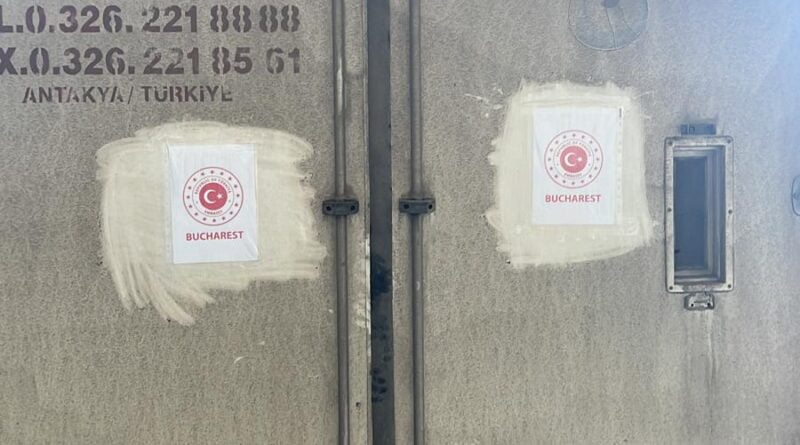 L.0.326.221 88 88
X.0.326.221 85 61
ANTAKYA / TÜRKİYE
BUCHAREST
BUCHAREST